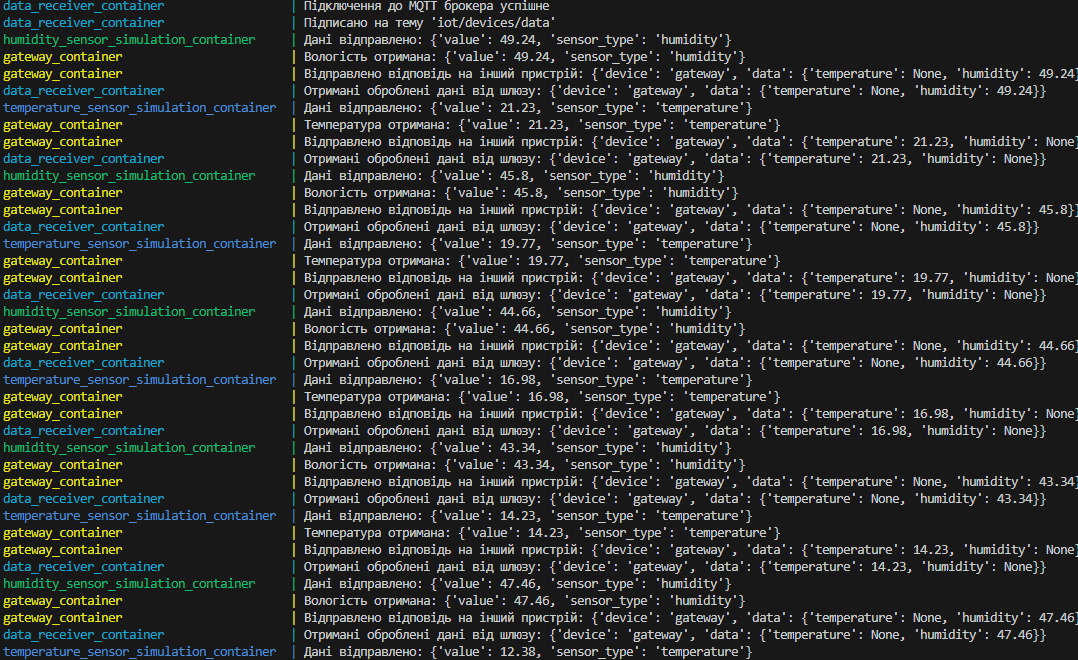 data_receiver_container | Підключення до MQTT брокера успішне
data_receiver_container | Підписано на тему 'iot/devices/data'
humidity_sensor_simulation_container | Дані відправлено: {'value': 49.24, 'sensor_type': 'humidity'}
gateway_container | Вологість отримана: {'value': 49.24, 'sensor_type': 'humidity'}
gateway_container | Відправлено відповідь на інший пристрій: {'device': 'gateway', 'data': {'temperature': None, 'humidity': 49.24}
data_receiver_container | Отримані оброблені дані від шлюзу: {'device': 'gateway', 'data': {'temperature': None, 'humidity': 49.24}}
temperature_sensor_simulation_container | Дані відправлено: {'value': 21.23, 'sensor_type': 'temperature'}
gateway_container | Температура отримана: {'value': 21.23, 'sensor_type': 'temperature'}
gateway_container | Відправлено відповідь на інший пристрій: {'device': 'gateway', 'data': {'temperature': 21.23, 'humidity': None}
data_receiver_container | Отримані оброблені дані від шлюзу: {'device': 'gateway', 'data': {'temperature': 21.23, 'humidity': None}}
humidity_sensor_simulation_container | Дані відправлено: {'value': 45.8, 'sensor_type': 'humidity'}
gateway_container | Вологість отримана: {'value': 45.8, 'sensor_type': 'humidity'}
gateway_container | Відправлено відповідь на інший пристрій: {'device': 'gateway', 'data': {'temperature': None, 'humidity': 45.8}}
data_receiver_container | Отримані оброблені дані від шлюзу: {'device': 'gateway', 'data': {'temperature': None, 'humidity': 45.8}}
temperature_sensor_simulation_container | Дані відправлено: {'value': 19.77, 'sensor_type': 'temperature'}
gateway_container | Температура отримана: {'value': 19.77, 'sensor_type': 'temperature'}
gateway_container | Відправлено відповідь на інший пристрій: {'device': 'gateway', 'data': {'temperature': 19.77, 'humidity': None}
data_receiver_container | Отримані оброблені дані від шлюзу: {'device': 'gateway', 'data': {'temperature': 19.77, 'humidity': None}}
humidity_sensor_simulation_container | Дані відправлено: {'value': 44.66, 'sensor_type': 'humidity'}
gateway_container | Вологість отримана: {'value': 44.66, 'sensor_type': 'humidity'}
gateway_container | Відправлено відповідь на інший пристрій: {'device': 'gateway', 'data': {'temperature': None, 'humidity': 44.66}
data_receiver_container | Отримані оброблені дані від шлюзу: {'device': 'gateway', 'data': {'temperature': None, 'humidity': 44.66}}
temperature_sensor_simulation_container | Дані відправлено: {'value': 16.98, 'sensor_type': 'temperature'}
gateway_container | Температура отримана: {'value': 16.98, 'sensor_type': 'temperature'}
gateway_container | Відправлено відповідь на інший пристрій: {'device': 'gateway', 'data': {'temperature': 16.98, 'humidity': None}
data_receiver_container | Отримані оброблені дані від шлюзу: {'device': 'gateway', 'data': {'temperature': 16.98, 'humidity': None}}
humidity_sensor_simulation_container | Дані відправлено: {'value': 43.34, 'sensor_type': 'humidity'}
gateway_container | Вологість отримана: {'value': 43.34, 'sensor_type': 'humidity'}
gateway_container | Відправлено відповідь на інший пристрій: {'device': 'gateway', 'data': {'temperature': None, 'humidity': 43.34}
data_receiver_container | Отримані оброблені дані від шлюзу: {'device': 'gateway', 'data': {'temperature': None, 'humidity': 43.34}}
temperature_sensor_simulation_container | Дані відправлено: {'value': 14.23, 'sensor_type': 'temperature'}
gateway_container | Температура отримана: {'value': 14.23, 'sensor_type': 'temperature'}
gateway_container | Відправлено відповідь на інший пристрій: {'device': 'gateway', 'data': {'temperature': 14.23, 'humidity': None}
data_receiver_container | Отримані оброблені дані від шлюзу: {'device': 'gateway', 'data': {'temperature': 14.23, 'humidity': None}}
humidity_sensor_simulation_container | Дані відправлено: {'value': 47.46, 'sensor_type': 'humidity'}
gateway_container | Вологість отримана: {'value': 47.46, 'sensor_type': 'humidity'}
gateway_container | Відправлено відповідь на інший пристрій: {'device': 'gateway', 'data': {'temperature': None, 'humidity': 47.46}
data_receiver_container | Отримані оброблені дані від шлюзу: {'device': 'gateway', 'data': {'temperature': None, 'humidity': 47.46}}
temperature_sensor_simulation_container | Дані відправлено: {'value': 12.38, 'sensor_type': 'temperature'}